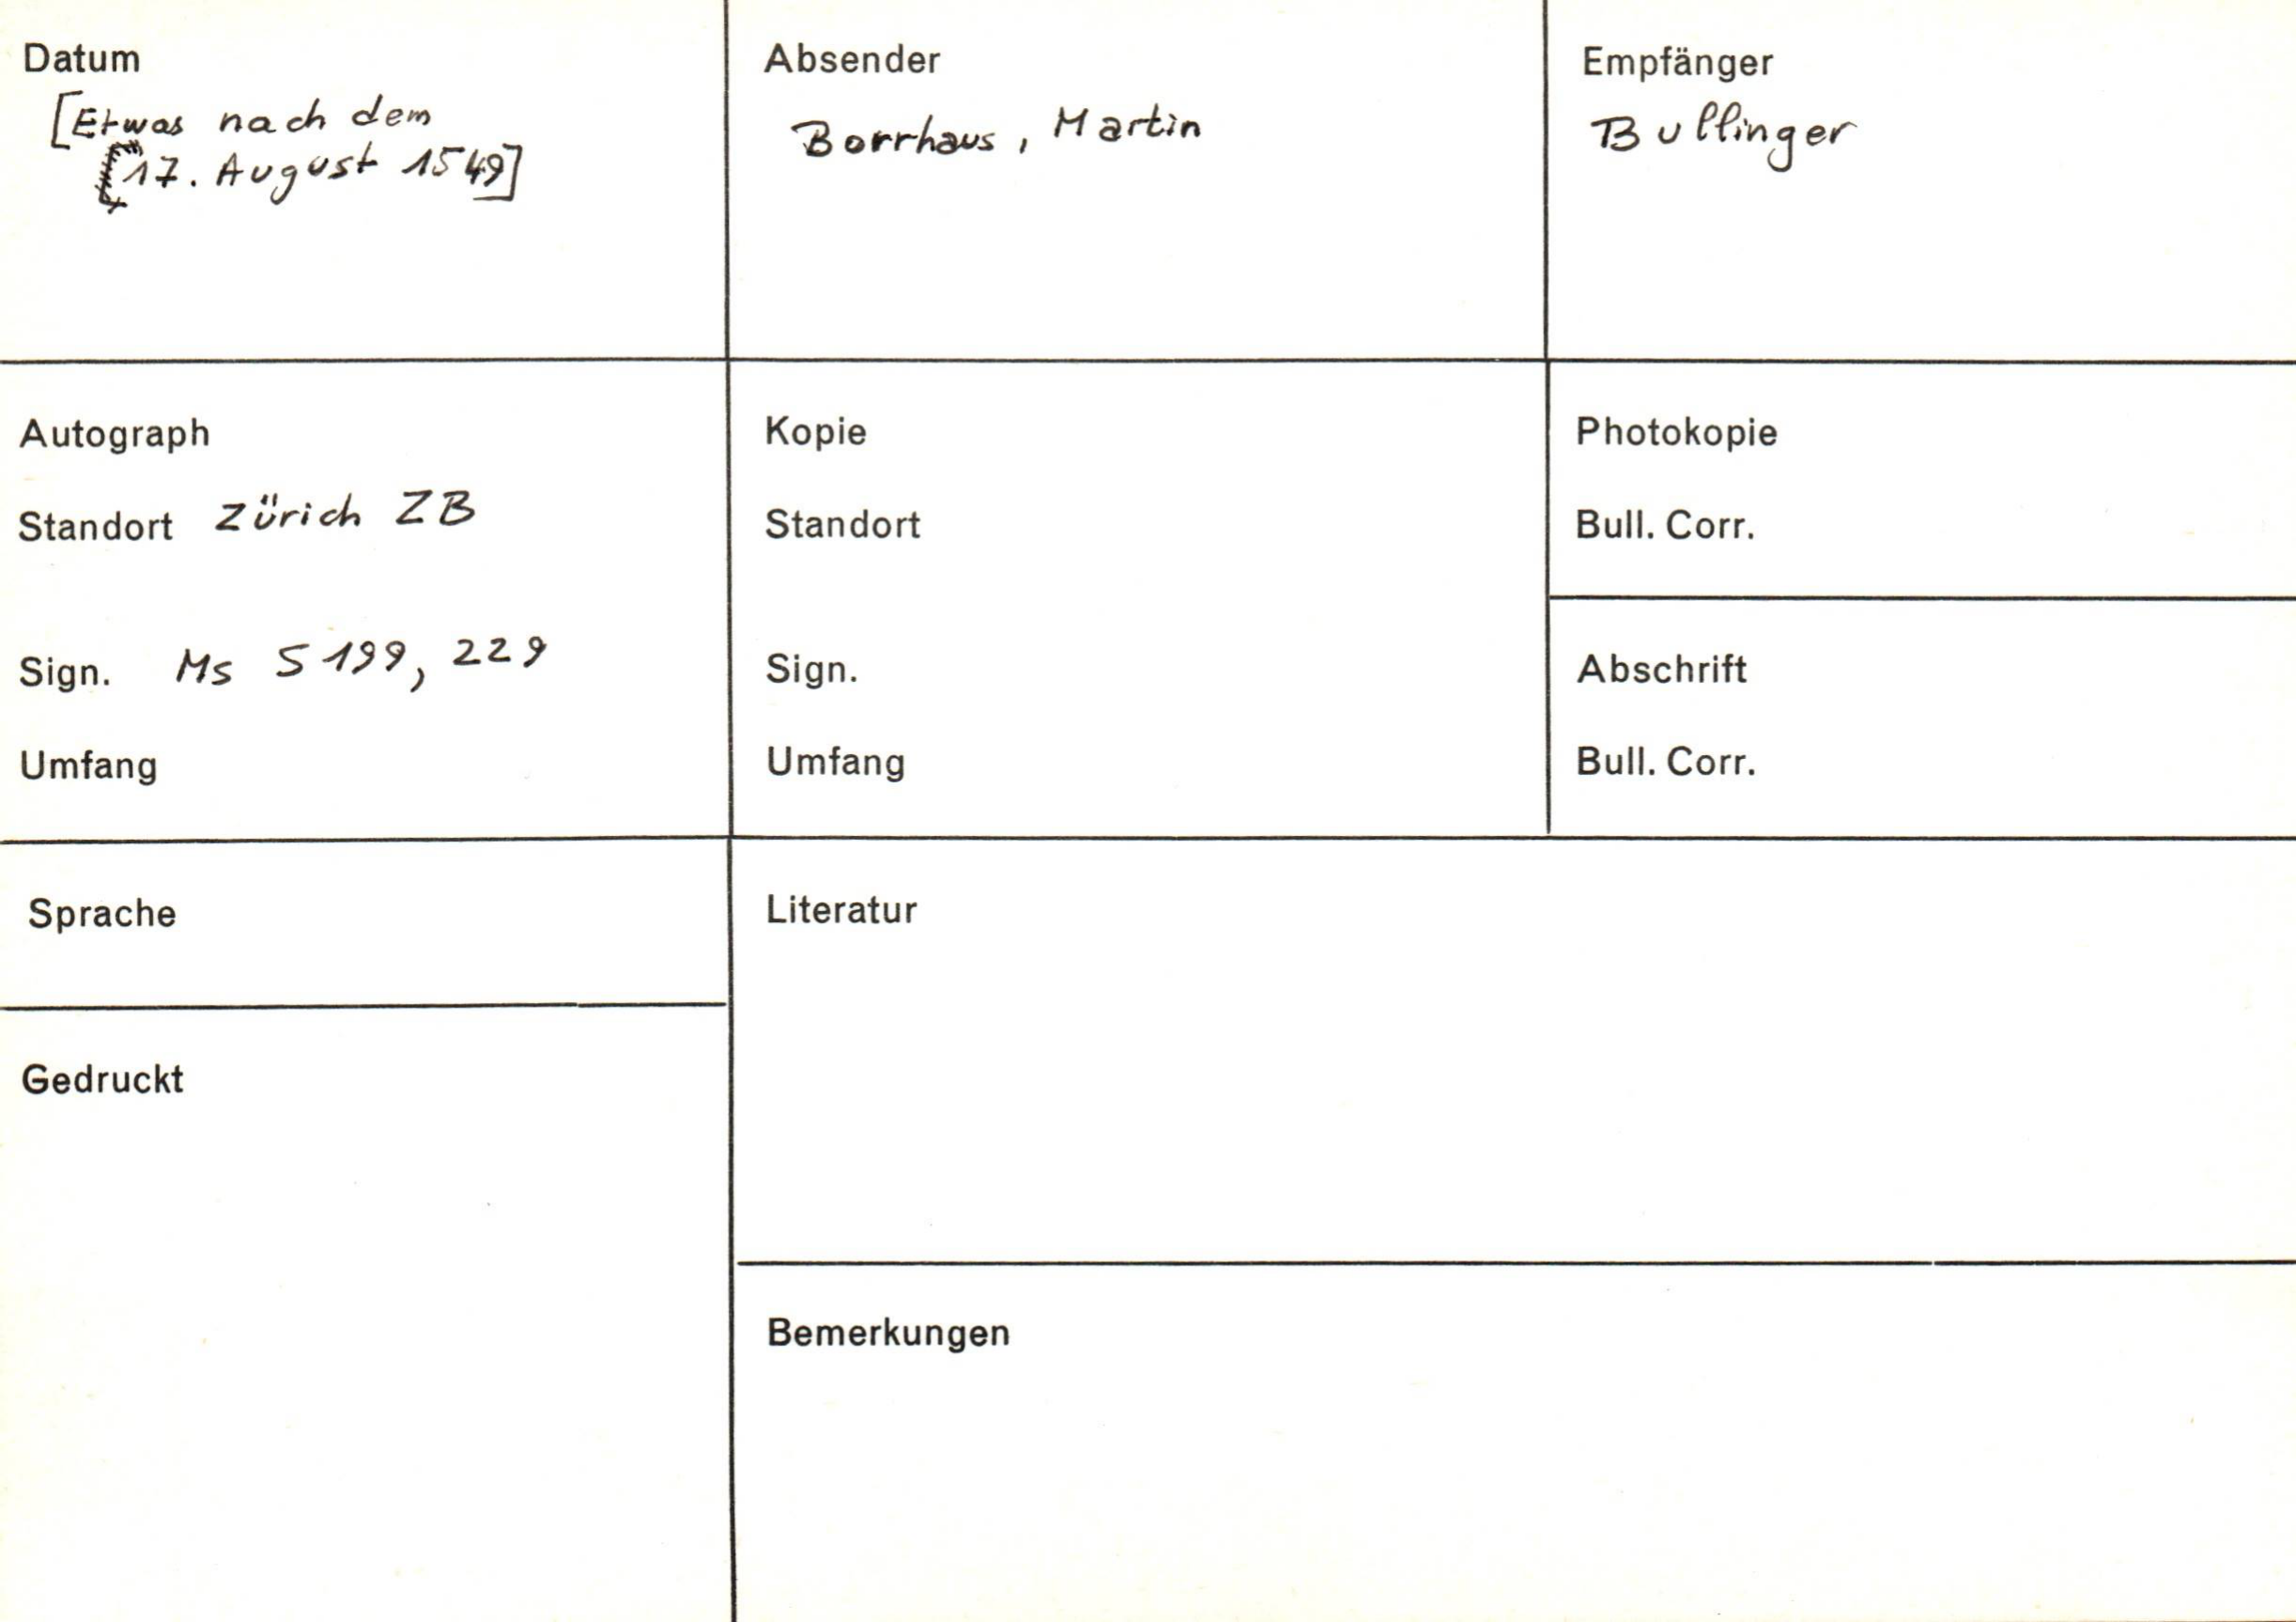 Datum
[Etwas nach dem
17. August 1549]
Absender
Borrhaus, Martin
Empfänger
Bullinger
Autograph
Standort Zürich ZB
Sign. Ms S 199, 229
Umfang
Kopie
Standort
Sign.
Umfang
Photokopie
Bull. Corr.
Abschrift
Bull. Corr.
Sprache
Gedruckt
Literatur
Bemerkungen